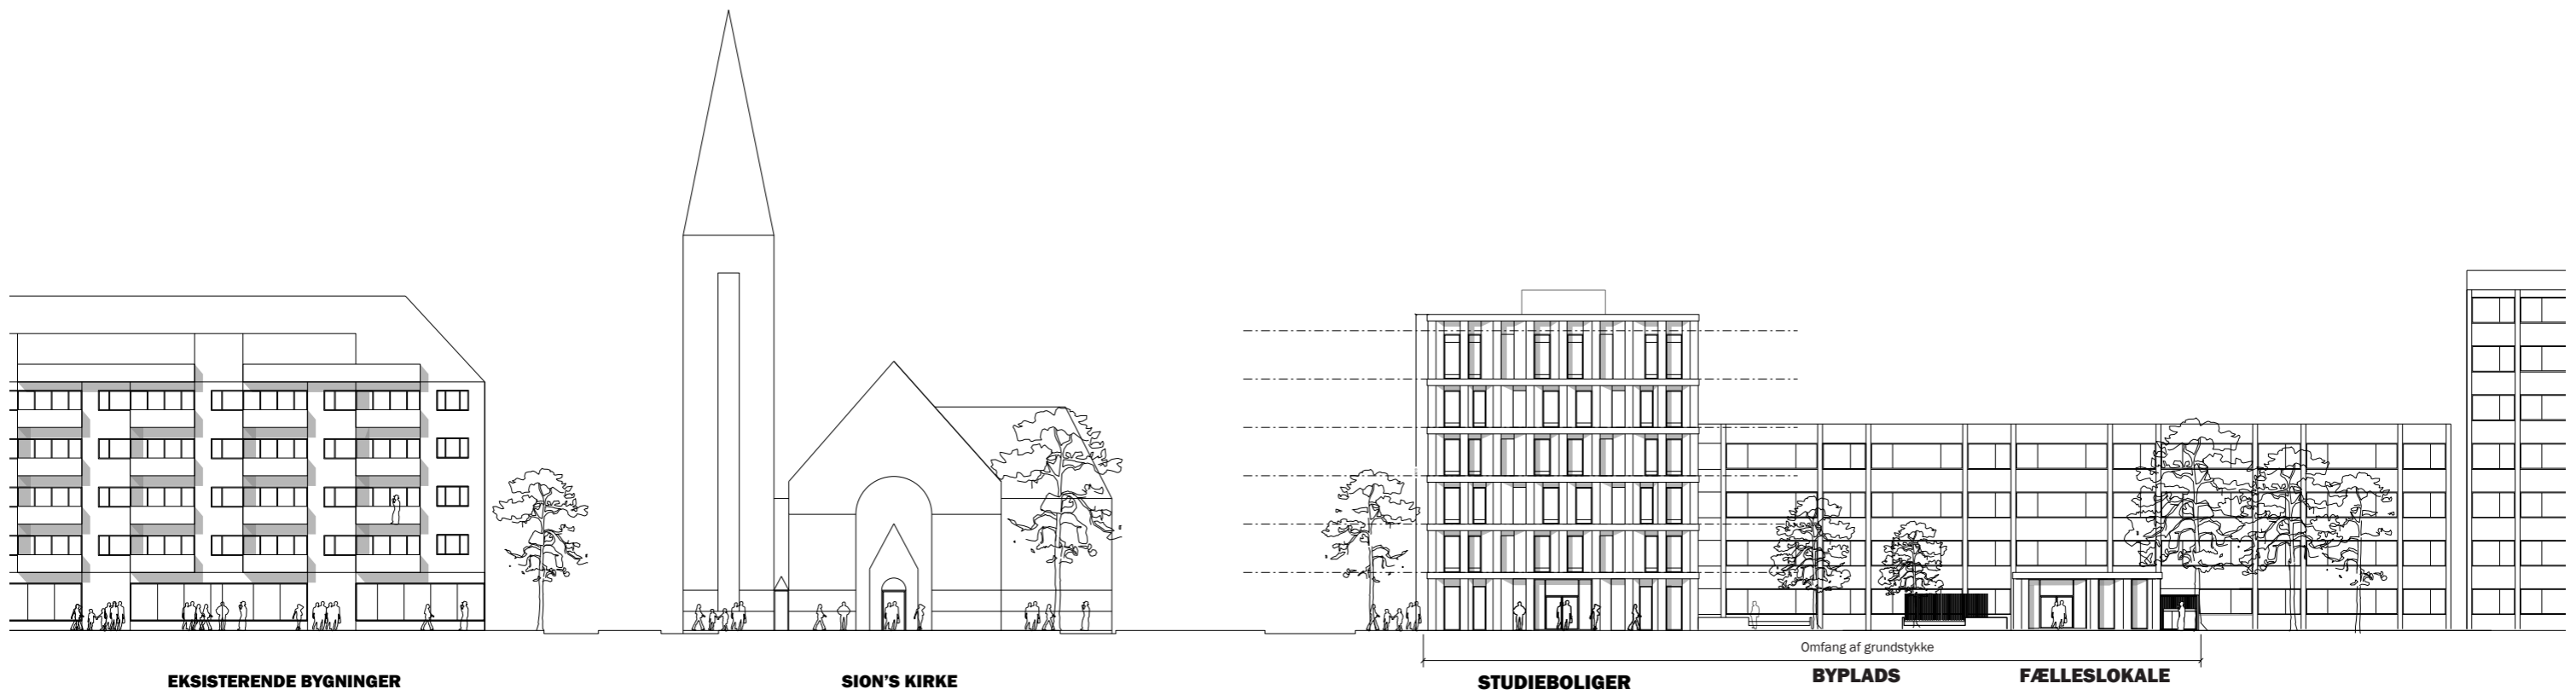 Omfang af grundstykke
EKSISTERENDE BYGNINGER
SION'S KIRKE
STUDIEBOLIGER
BYPLADS
FÆLLESLOKALE